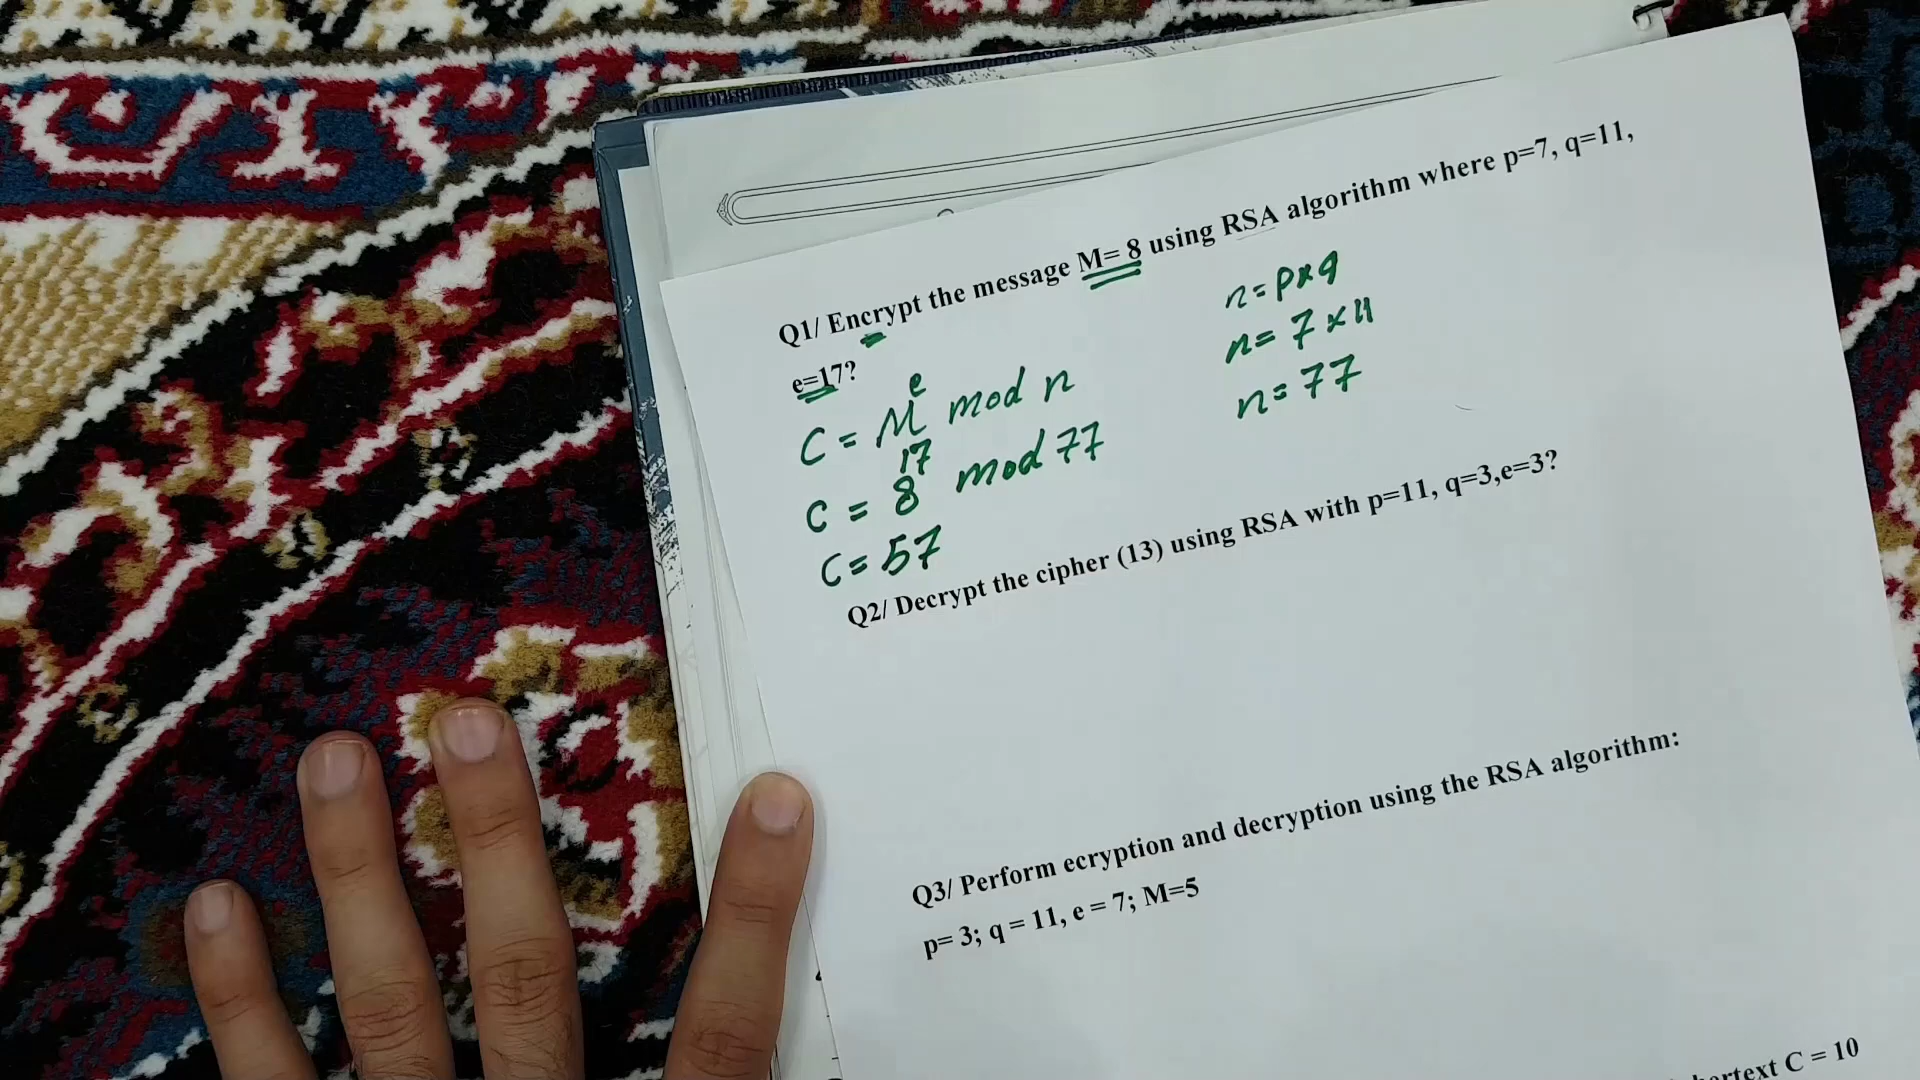 Q1/ Encrypt the message M= 8 using RSA algorithm where p=7, q=11,
e=17?
n = p×q
n = 7 × 11
n = 77
C = M^e mod n
C = 8^17 mod 77
C = 57
Q2/ Decrypt the cipher (13) using RSA with p=11, q=3,e=3?
Q3/ Perform ecryption and decryption using the RSA algorithm:
p= 3; q = 11, e = 7; M=5
C = 10